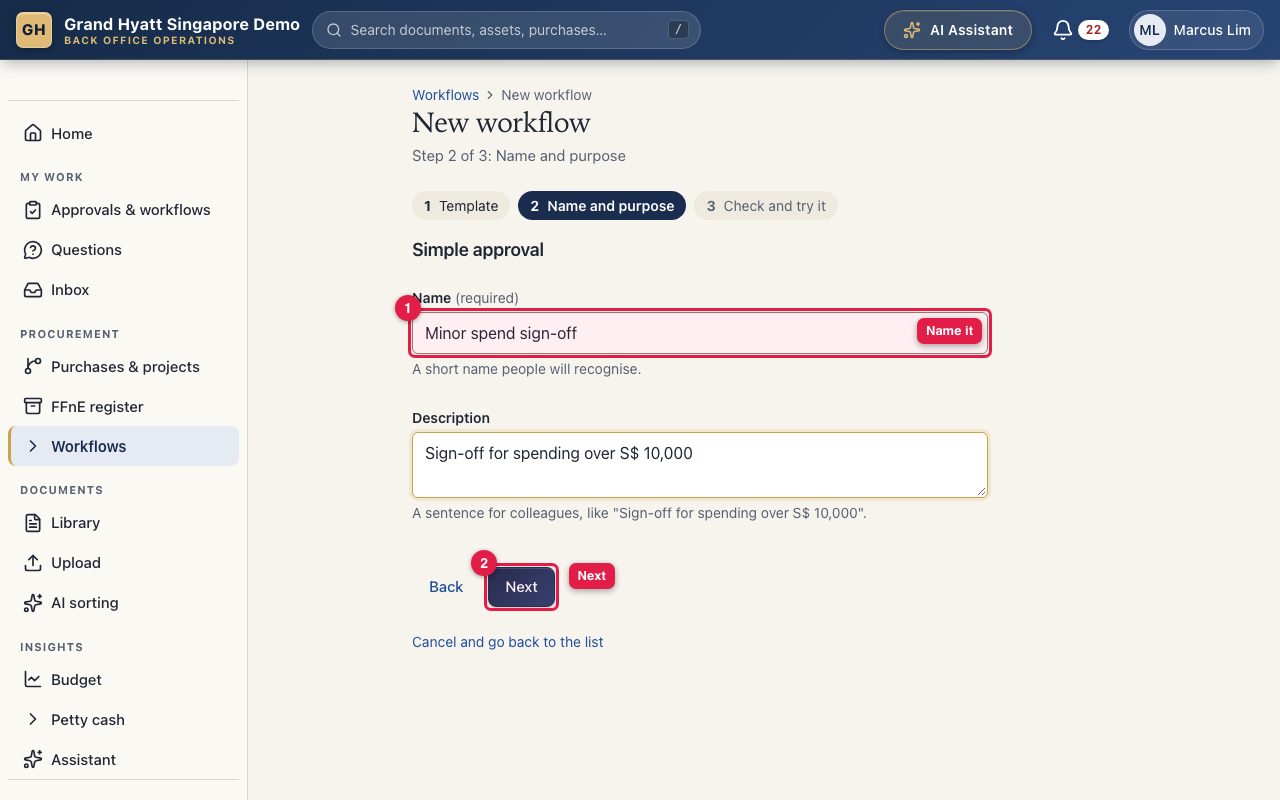 GH
Grand Hyatt Singapore Demo
BACK OFFICE OPERATIONS
Search documents, assets, purchases...
/
AI Assistant
22
ML
Marcus Lim
Home
MY WORK
Approvals & workflows
Questions
Inbox
PROCUREMENT
Purchases & projects
FFnE register
Workflows
DOCUMENTS
Library
Upload
AI sorting
INSIGHTS
Budget
Petty cash
Assistant
Workflows > New workflow
New workflow
Step 2 of 3: Name and purpose
1 Template
2 Name and purpose
3 Check and try it
Simple approval
Name (required)
1
Minor spend sign-off
Name it
A short name people will recognise.
Description
Sign-off for spending over S$ 10,000
A sentence for colleagues, like "Sign-off for spending over S$ 10,000".
2
Back
Next
Next
Cancel and go back to the list